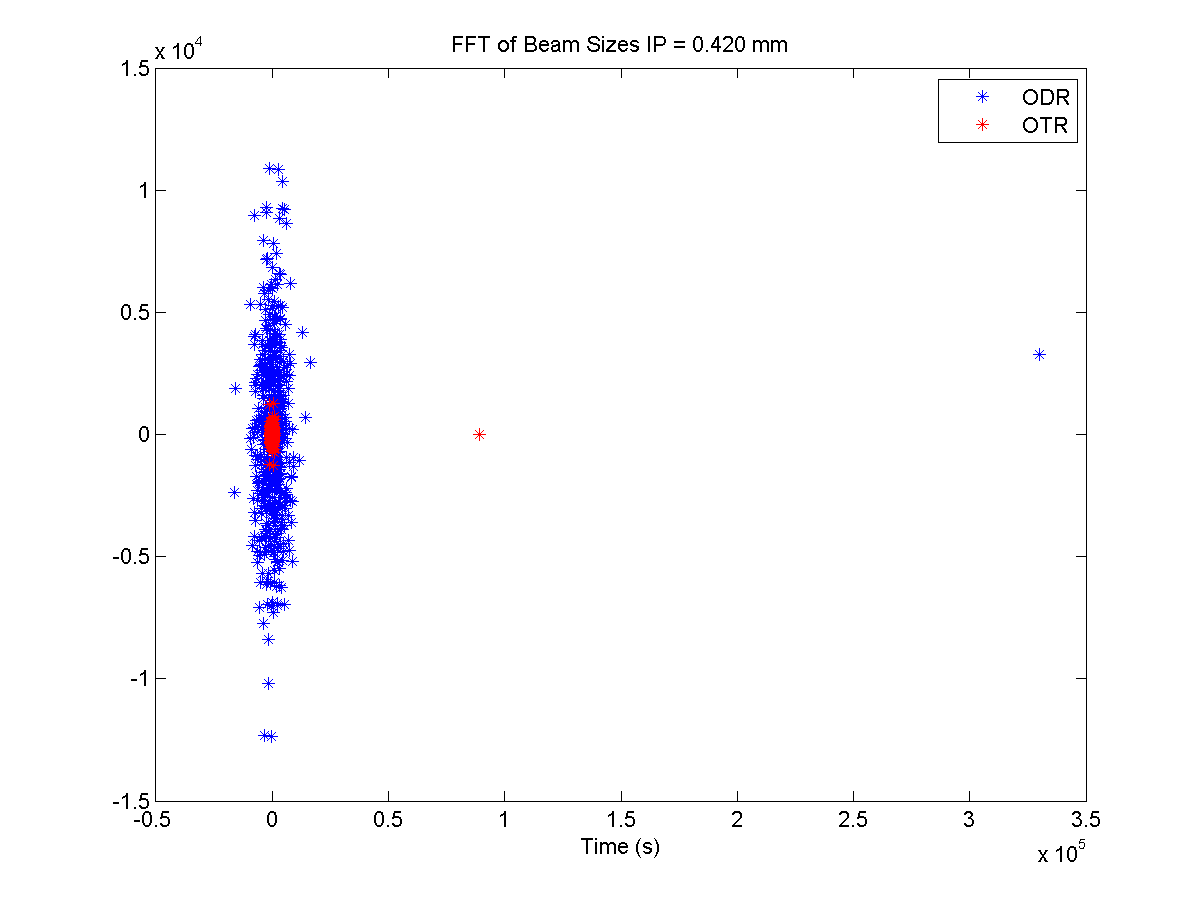 FFT of Beam Sizes IP = 0.420 mm
x 10^4
1.5
1
0.5
0
-0.5
-1
-1.5
ODR
OTR
-0.5 0 0.5 1 1.5 2 2.5 3 3.5
Time (s)
x 10^5